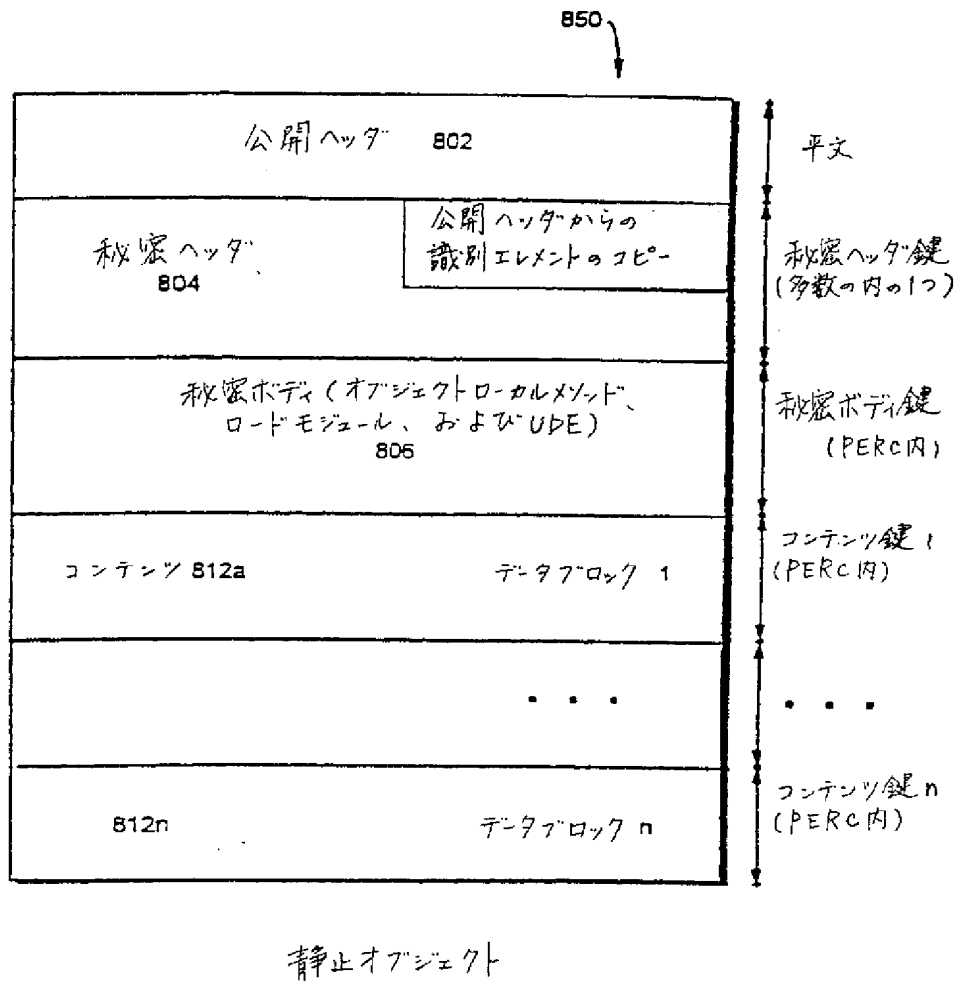 850
公開ヘッダ 802
平文
秘密ヘッダ
804
公開ヘッダからの
識別エレメントのコピー
秘密ヘッダ鍵
(多数の内の1つ)
秘密ボディ(オブジェクトローカルメソッド、
ロードモジュール、およびUDE)
806
秘密ボディ鍵
(PERC内)
コンテンツ 812a データブロック 1
コンテンツ鍵 1
(PERC内)
• • •
• • •
812n データブロック n
コンテンツ鍵 n
(PERC内)
静止オブジェクト